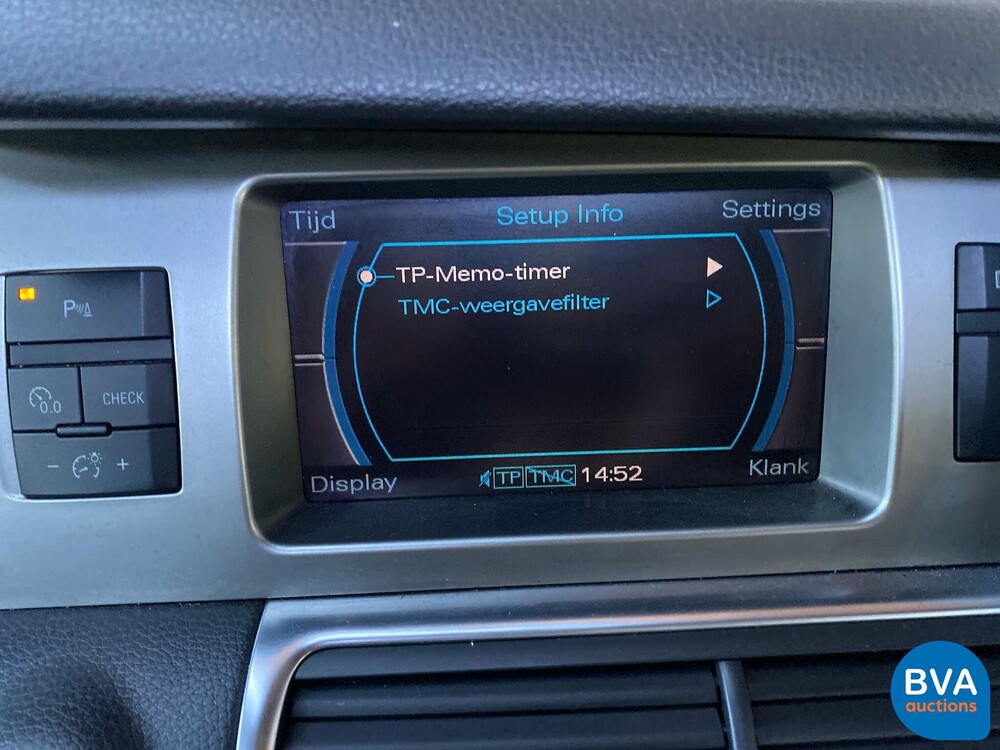 Tijd
Setup Info
Settings
TP-Memo-timer
TMC-weergavefilter
P
0.0
CHECK
- +
Display
TP TMC 14:52
Klank
BVA
auctions